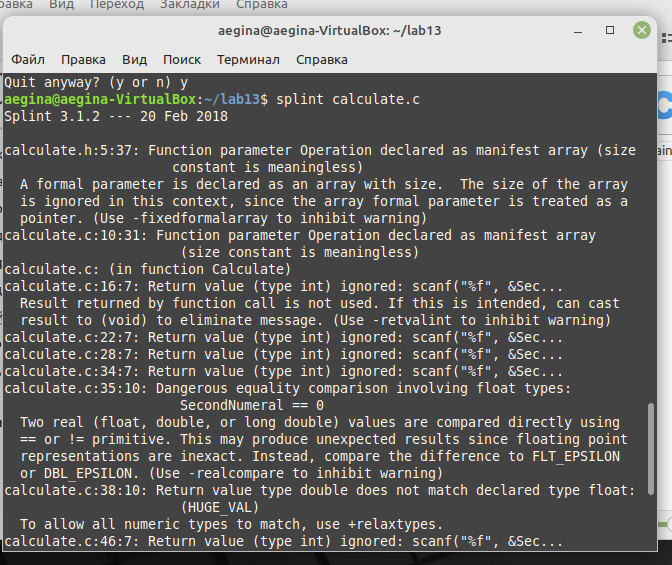 равка Вид Переход Закладки Справка
aegina@aegina-VirtualBox: ~/lab13
Файл Правка Вид Поиск Терминал Справка
Quit anyway? (y or n) y
aegina@aegina-VirtualBox:~/lab13$ splint calculate.c
Splint 3.1.2 --- 20 Feb 2018
calculate.h:5:37: Function parameter Operation declared as manifest array (size
constant is meaningless)
A formal parameter is declared as an array with size.  The size of the array
is ignored in this context, since the array formal parameter is treated as a
pointer. (Use -fixedformalarray to inhibit warning)
calculate.c:10:31: Function parameter Operation declared as manifest array
(size constant is meaningless)
calculate.c: (in function Calculate)
calculate.c:16:7: Return value (type int) ignored: scanf("%f", &Sec...
Result returned by function call is not used. If this is intended, can cast
result to (void) to eliminate message. (Use -retvalint to inhibit warning)
calculate.c:22:7: Return value (type int) ignored: scanf("%f", &Sec...
calculate.c:28:7: Return value (type int) ignored: scanf("%f", &Sec...
calculate.c:34:7: Return value (type int) ignored: scanf("%f", &Sec...
calculate.c:35:10: Dangerous equality comparison involving float types:
SecondNumeral == 0
Two real (float, double, or long double) values are compared directly using
== or != primitive. This may produce unexpected results since floating point
representations are inexact. Instead, compare the difference to FLT_EPSILON
or DBL_EPSILON. (Use -realcompare to inhibit warning)
calculate.c:38:10: Return value type double does not match declared type float:
(HUGE_VAL)
To allow all numeric types to match, use +relaxtypes.
calculate.c:46:7: Return value (type int) ignored: scanf("%f", &Sec...